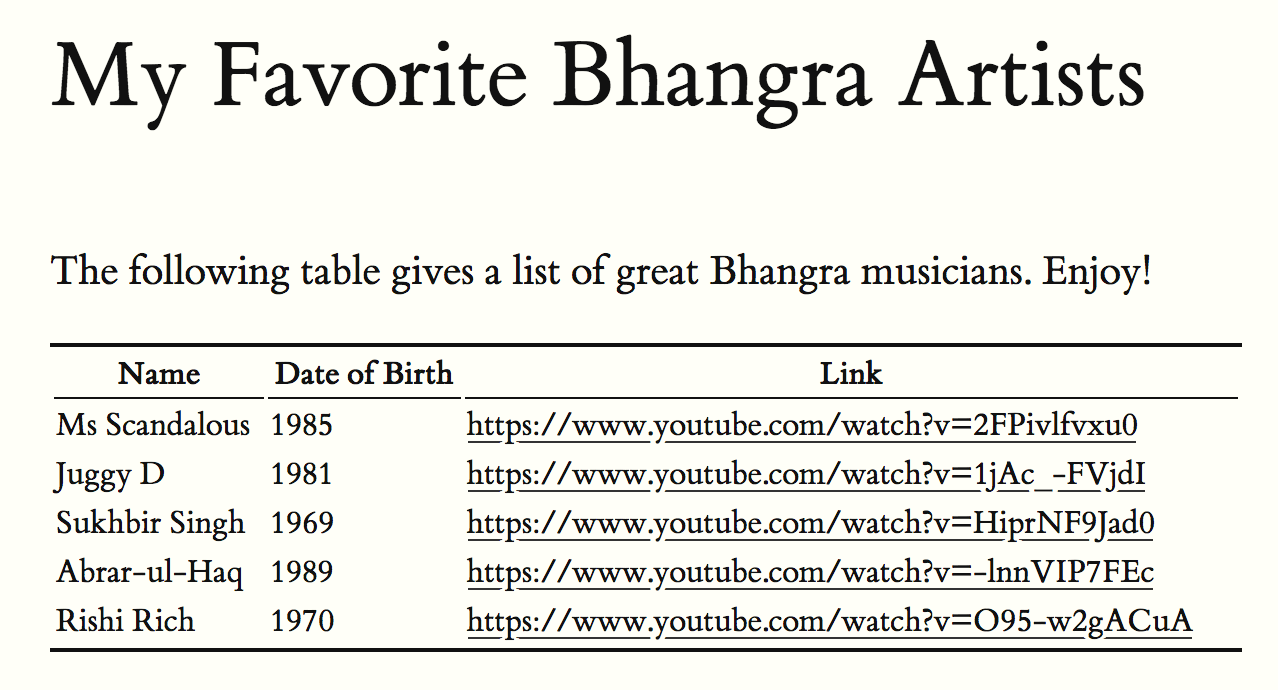 My Favorite Bhangra Artists
The following table gives a list of great Bhangra musicians. Enjoy!
Name Date of Birth Link
Ms Scandalous 1985 https://www.youtube.com/watch?v=2FPivlfvxu0
Juggy D 1981 https://www.youtube.com/watch?v=1jAc_-FVjdI
Sukhbir Singh 1969 https://www.youtube.com/watch?v=HiprNF9Jad0
Abrar-ul-Haq 1989 https://www.youtube.com/watch?v=-lnnVIP7FEc
Rishi Rich 1970 https://www.youtube.com/watch?v=O95-w2gACuA